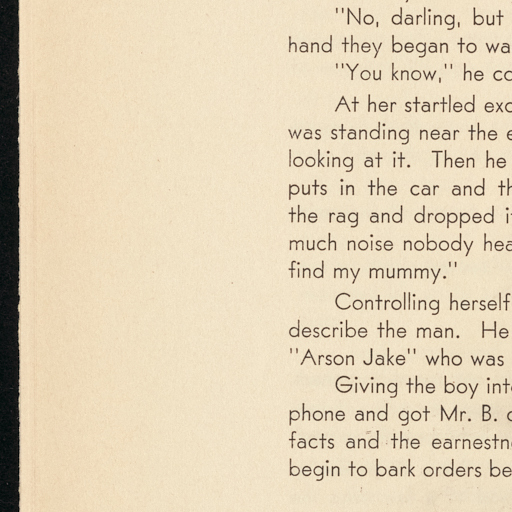 "No, darling, but
hand they began to wa
"You know," he co
At her startled exc
was standing near the e
looking at it. Then he
puts in the car and th
the rag and dropped it
much noise nobody hea
find my mummy."
Controlling herself
describe the man. He
"Arson Jake" who was
Giving the boy int
phone and got Mr. B.
facts and the earnestn
begin to bark orders be